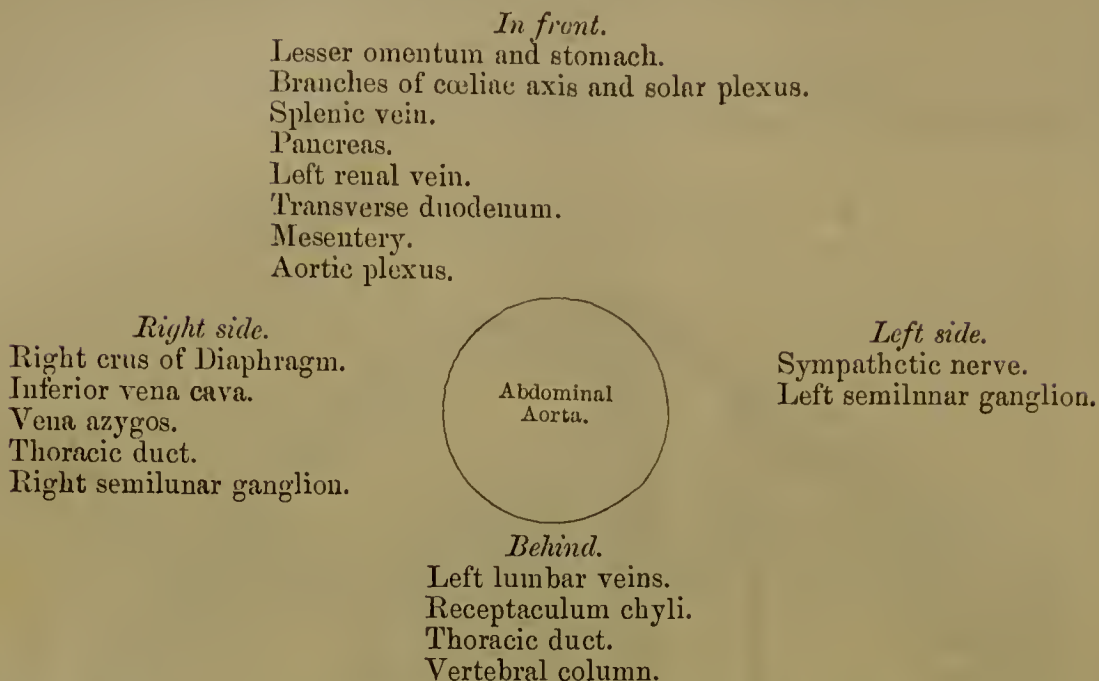 In front.
Lesser omentum and stomach.
Branches of cœliac axis and solar plexus.
Splenic vein.
Pancreas.
Left renal vein.
Transverse duodenum.
Mesentery.
Aortic plexus.
Right side.
Right crus of Diaphragm.
Inferior vena cava.
Vena azygos.
Thoracic duct.
Right semilunar ganglion.
Abdominal
Aorta.
Left side.
Sympathetic nerve.
Left semilunar ganglion.
Behind.
Left lumbar veins.
Receptaculum chyli.
Thoracic duct.
Vertebral column.